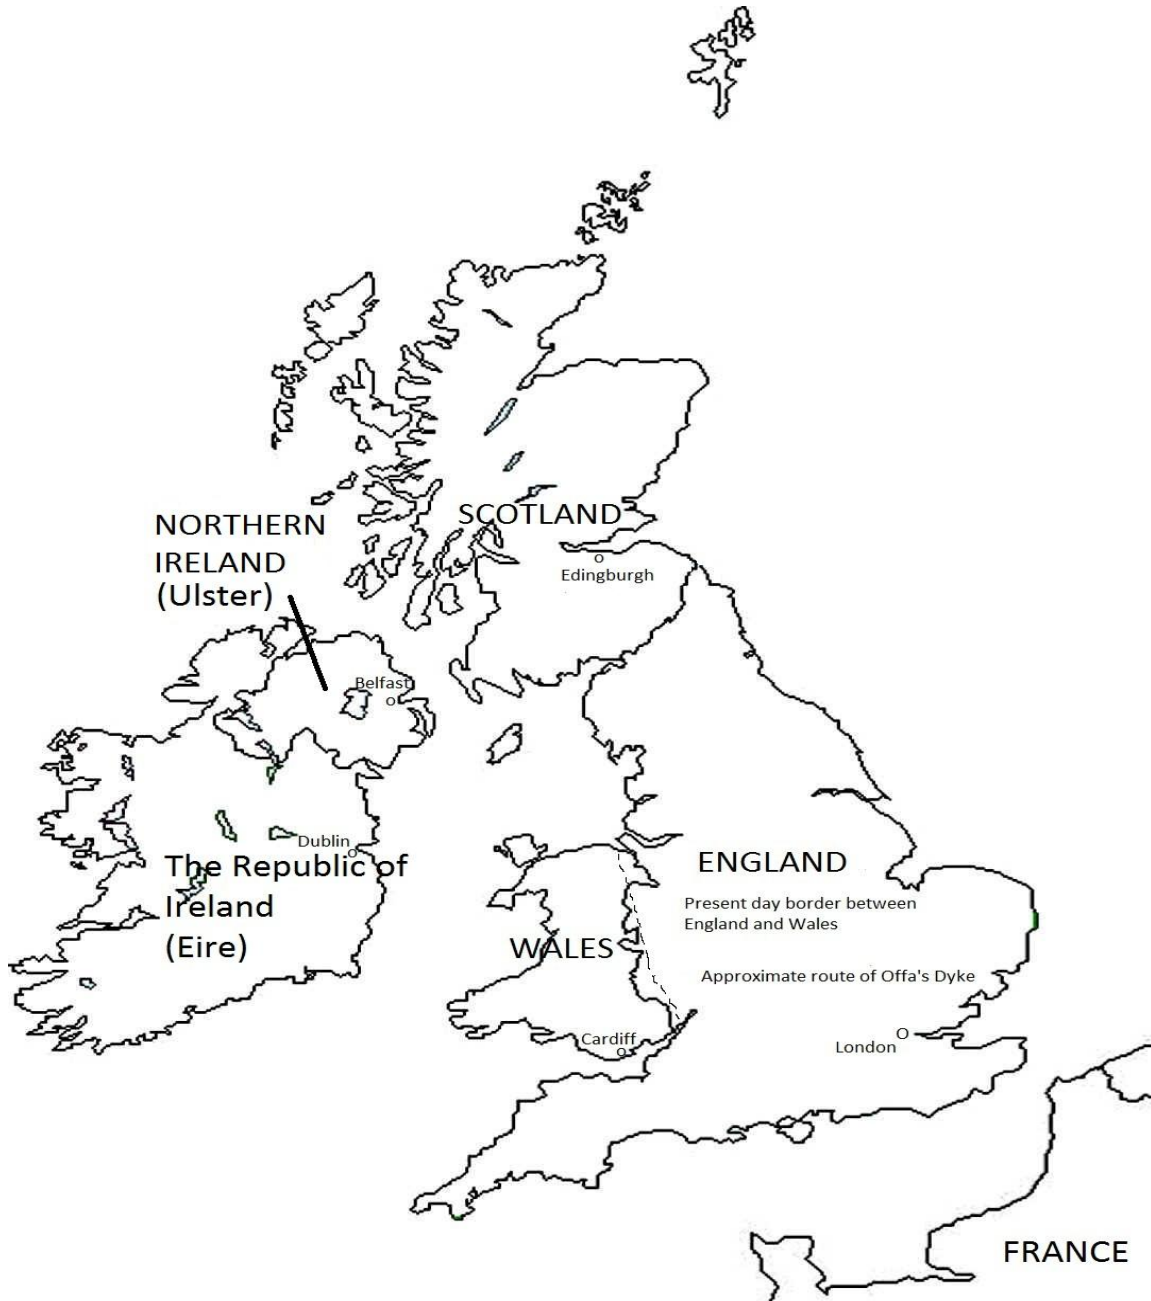 NORTHERN
IRELAND
(Ulster)
SCOTLAND
Edingburgh
Belfast
Dublin
The Republic of
Ireland
(Eire)
ENGLAND
Present day border between
England and Wales
WALES
Approximate route of Offa's Dyke
Cardiff
London
FRANCE